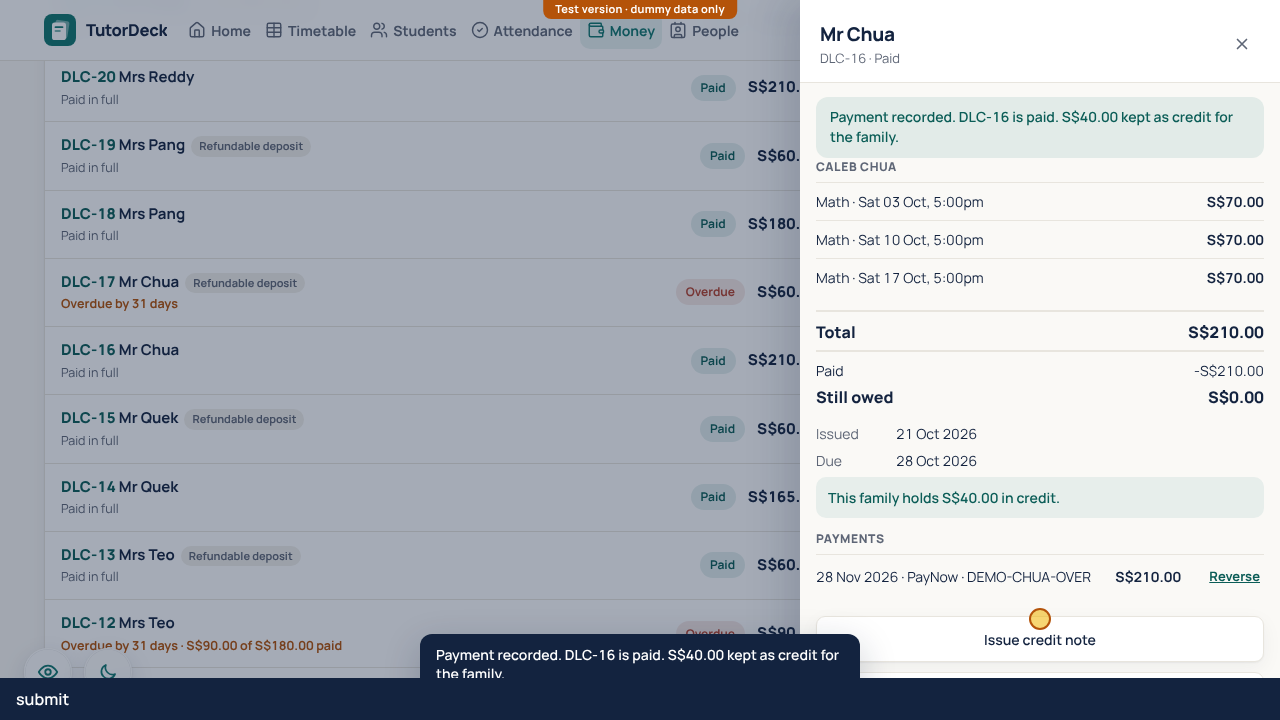 Test version · dummy data only
TutorDeck
Home
Timetable
Students
Attendance
Money
People
DLC-20 Mrs Reddy
Paid in full
Paid
S$210.
DLC-19 Mrs Pang
Refundable deposit
Paid in full
Paid
S$60.
DLC-18 Mrs Pang
Paid in full
Paid
S$180.
DLC-17 Mr Chua
Refundable deposit
Overdue by 31 days
Overdue
S$60.
DLC-16 Mr Chua
Paid in full
Paid
S$210.
DLC-15 Mr Quek
Refundable deposit
Paid in full
Paid
S$60.
DLC-14 Mr Quek
Paid in full
Paid
S$165.
DLC-13 Mrs Teo
Refundable deposit
Paid in full
Paid
S$60.
DLC-12 Mrs Teo
Overdue by 31 days · S$90.00 of S$180.00 paid
Overdue
S$90.
Mr Chua
DLC-16 · Paid
Payment recorded. DLC-16 is paid. S$40.00 kept as credit for
the family.
CALEB CHUA
Math · Sat 03 Oct, 5:00pm S$70.00
Math · Sat 10 Oct, 5:00pm S$70.00
Math · Sat 17 Oct, 5:00pm S$70.00
Total S$210.00
Paid -S$210.00
Still owed S$0.00
Issued 21 Oct 2026
Due 28 Oct 2026
This family holds S$40.00 in credit.
PAYMENTS
28 Nov 2026 · PayNow · DEMO-CHUA-OVER S$210.00 Reverse
Issue credit note
Payment recorded. DLC-16 is paid. S$40.00 kept as credit for
the family.
submit